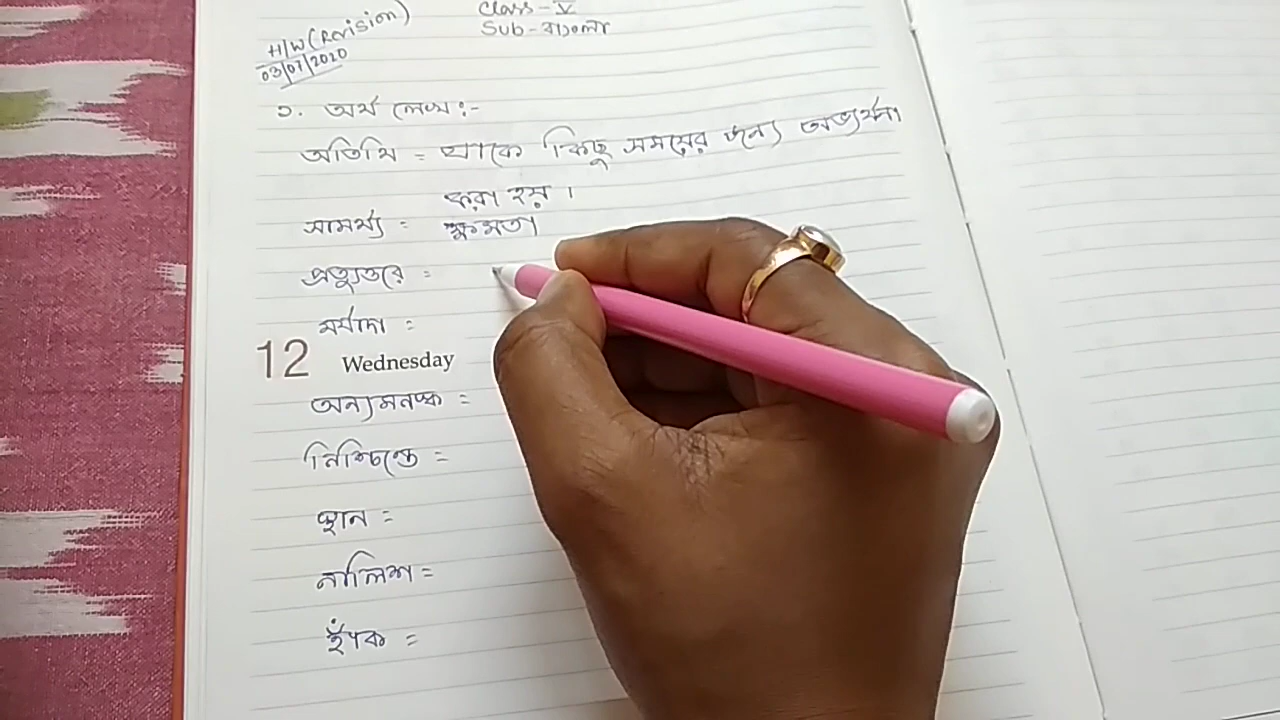 H/W (Revision)
03/07/2020
Class - V
Sub - বাংলা
১. অর্থ লেখ :-
অতিথি = যাকে কিছু সময়ের জন্য অভ্যর্থনা
করা হয় ।
সামর্থ্য = ক্ষমতা
প্রত্যুত্তরে =
মর্যাদা =
12 Wednesday
অন্যমনষ্ক =
নিশ্চিন্তে =
স্থান =
নালিশ =
হাঁক =